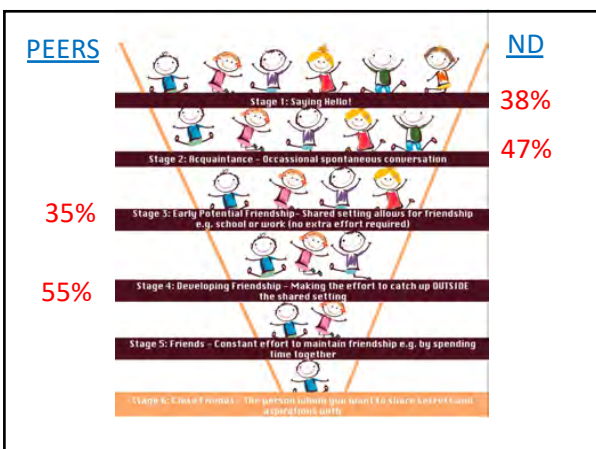 PEERS
ND
Stage 1: Saying Hello!
38%
Stage 2: Acquaintance – Occassional spontaneous conversation
47%
35%
Stage 3: Early Potential Friendship– Shared setting allows for friendship
e.g. school or work (no extra effort required)
55%
Stage 4: Developing Friendship – Making the effort to catch up OUTSIDE
the shared setting
Stage 5: Friends – Constant effort to maintain friendship e.g. by spending
time together
Stage 6: Close Friends – The person whom you want to share secrets and
aspirations with